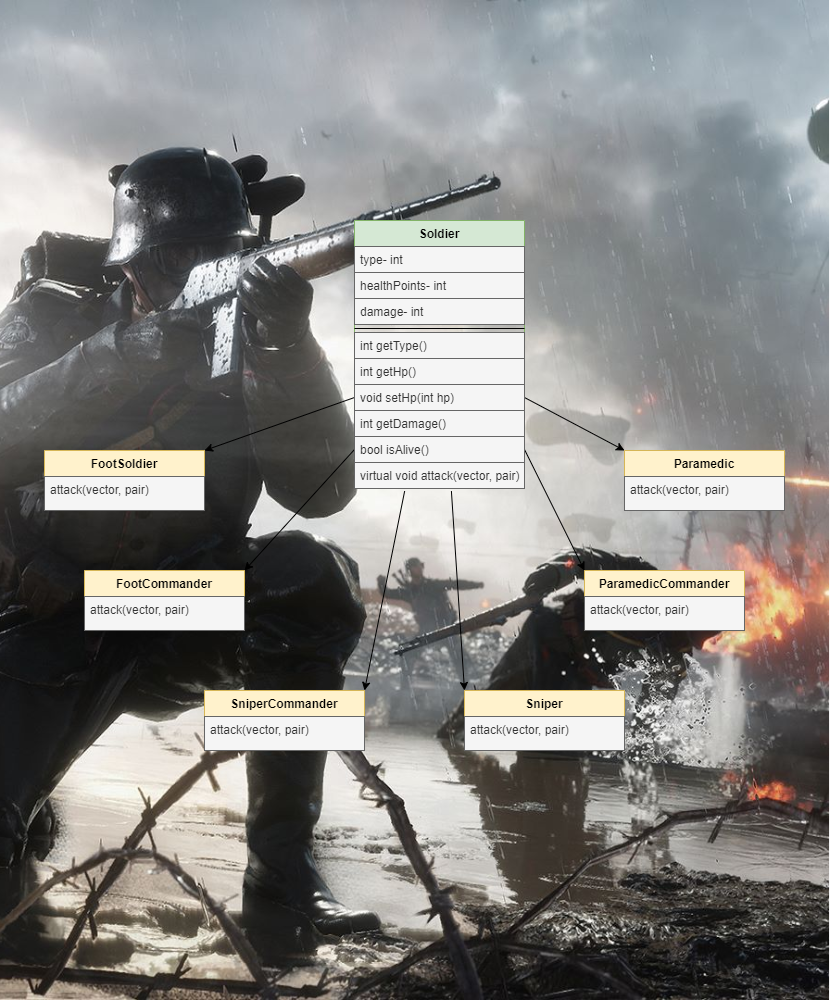 Soldier
type- int
healthPoints- int
damage- int
int getType()
int getHp()
void setHp(int hp)
int getDamage()
bool isAlive()
virtual void attack(vector, pair)
FootSoldier
attack(vector, pair)
Paramedic
attack(vector, pair)
FootCommander
attack(vector, pair)
ParamedicCommander
attack(vector, pair)
SniperCommander
attack(vector, pair)
Sniper
attack(vector, pair)